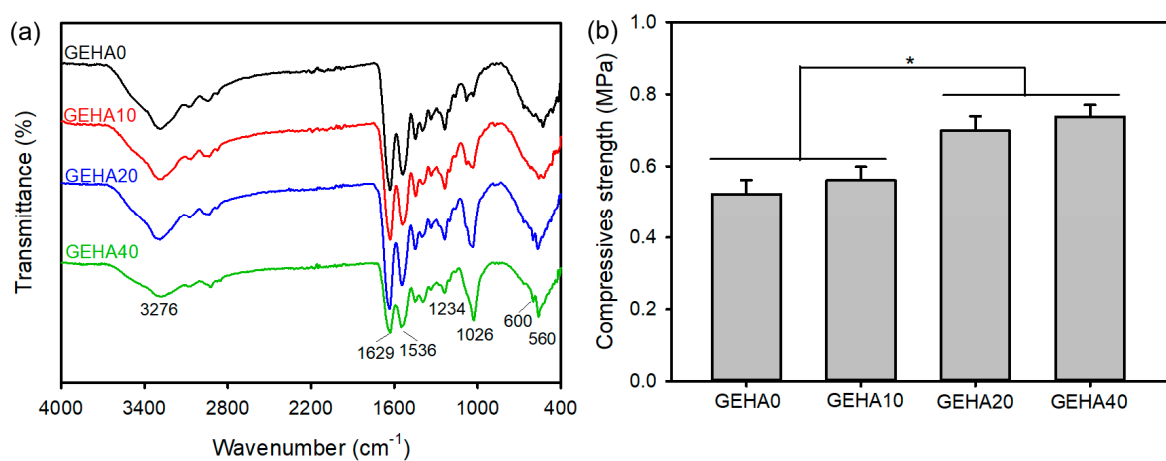 (a)
GEHA0
GEHA10
GEHA20
GEHA40
3276
1629
1536
1234
1026
600
560
Transmittance (%)
4000 3400 2800 2200 1600 1000 400
Wavenumber (cm⁻¹)
(b)
*
Compressives strength (MPa)
1.0
0.8
0.6
0.4
0.2
0.0
GEHA0 GEHA10 GEHA20 GEHA40